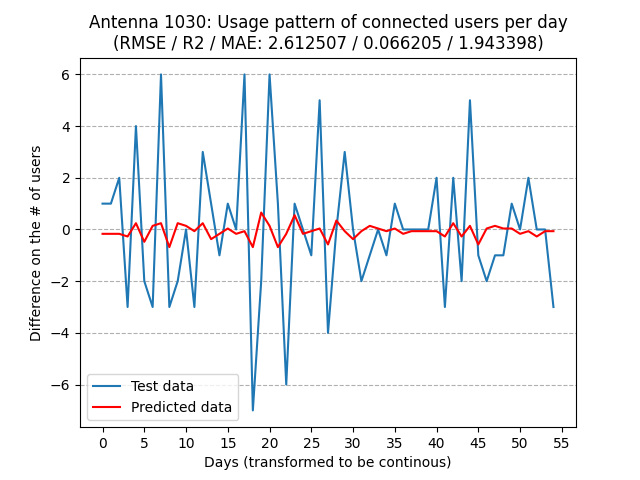 Antenna 1030: Usage pattern of connected users per day
(RMSE / R2 / MAE: 2.612507 / 0.066205 / 1.943398)
Difference on the # of users
6
4
2
0
−2
−4
−6
Test data
Predicted data
0 5 10 15 20 25 30 35 40 45 50 55
Days (transformed to be continous)